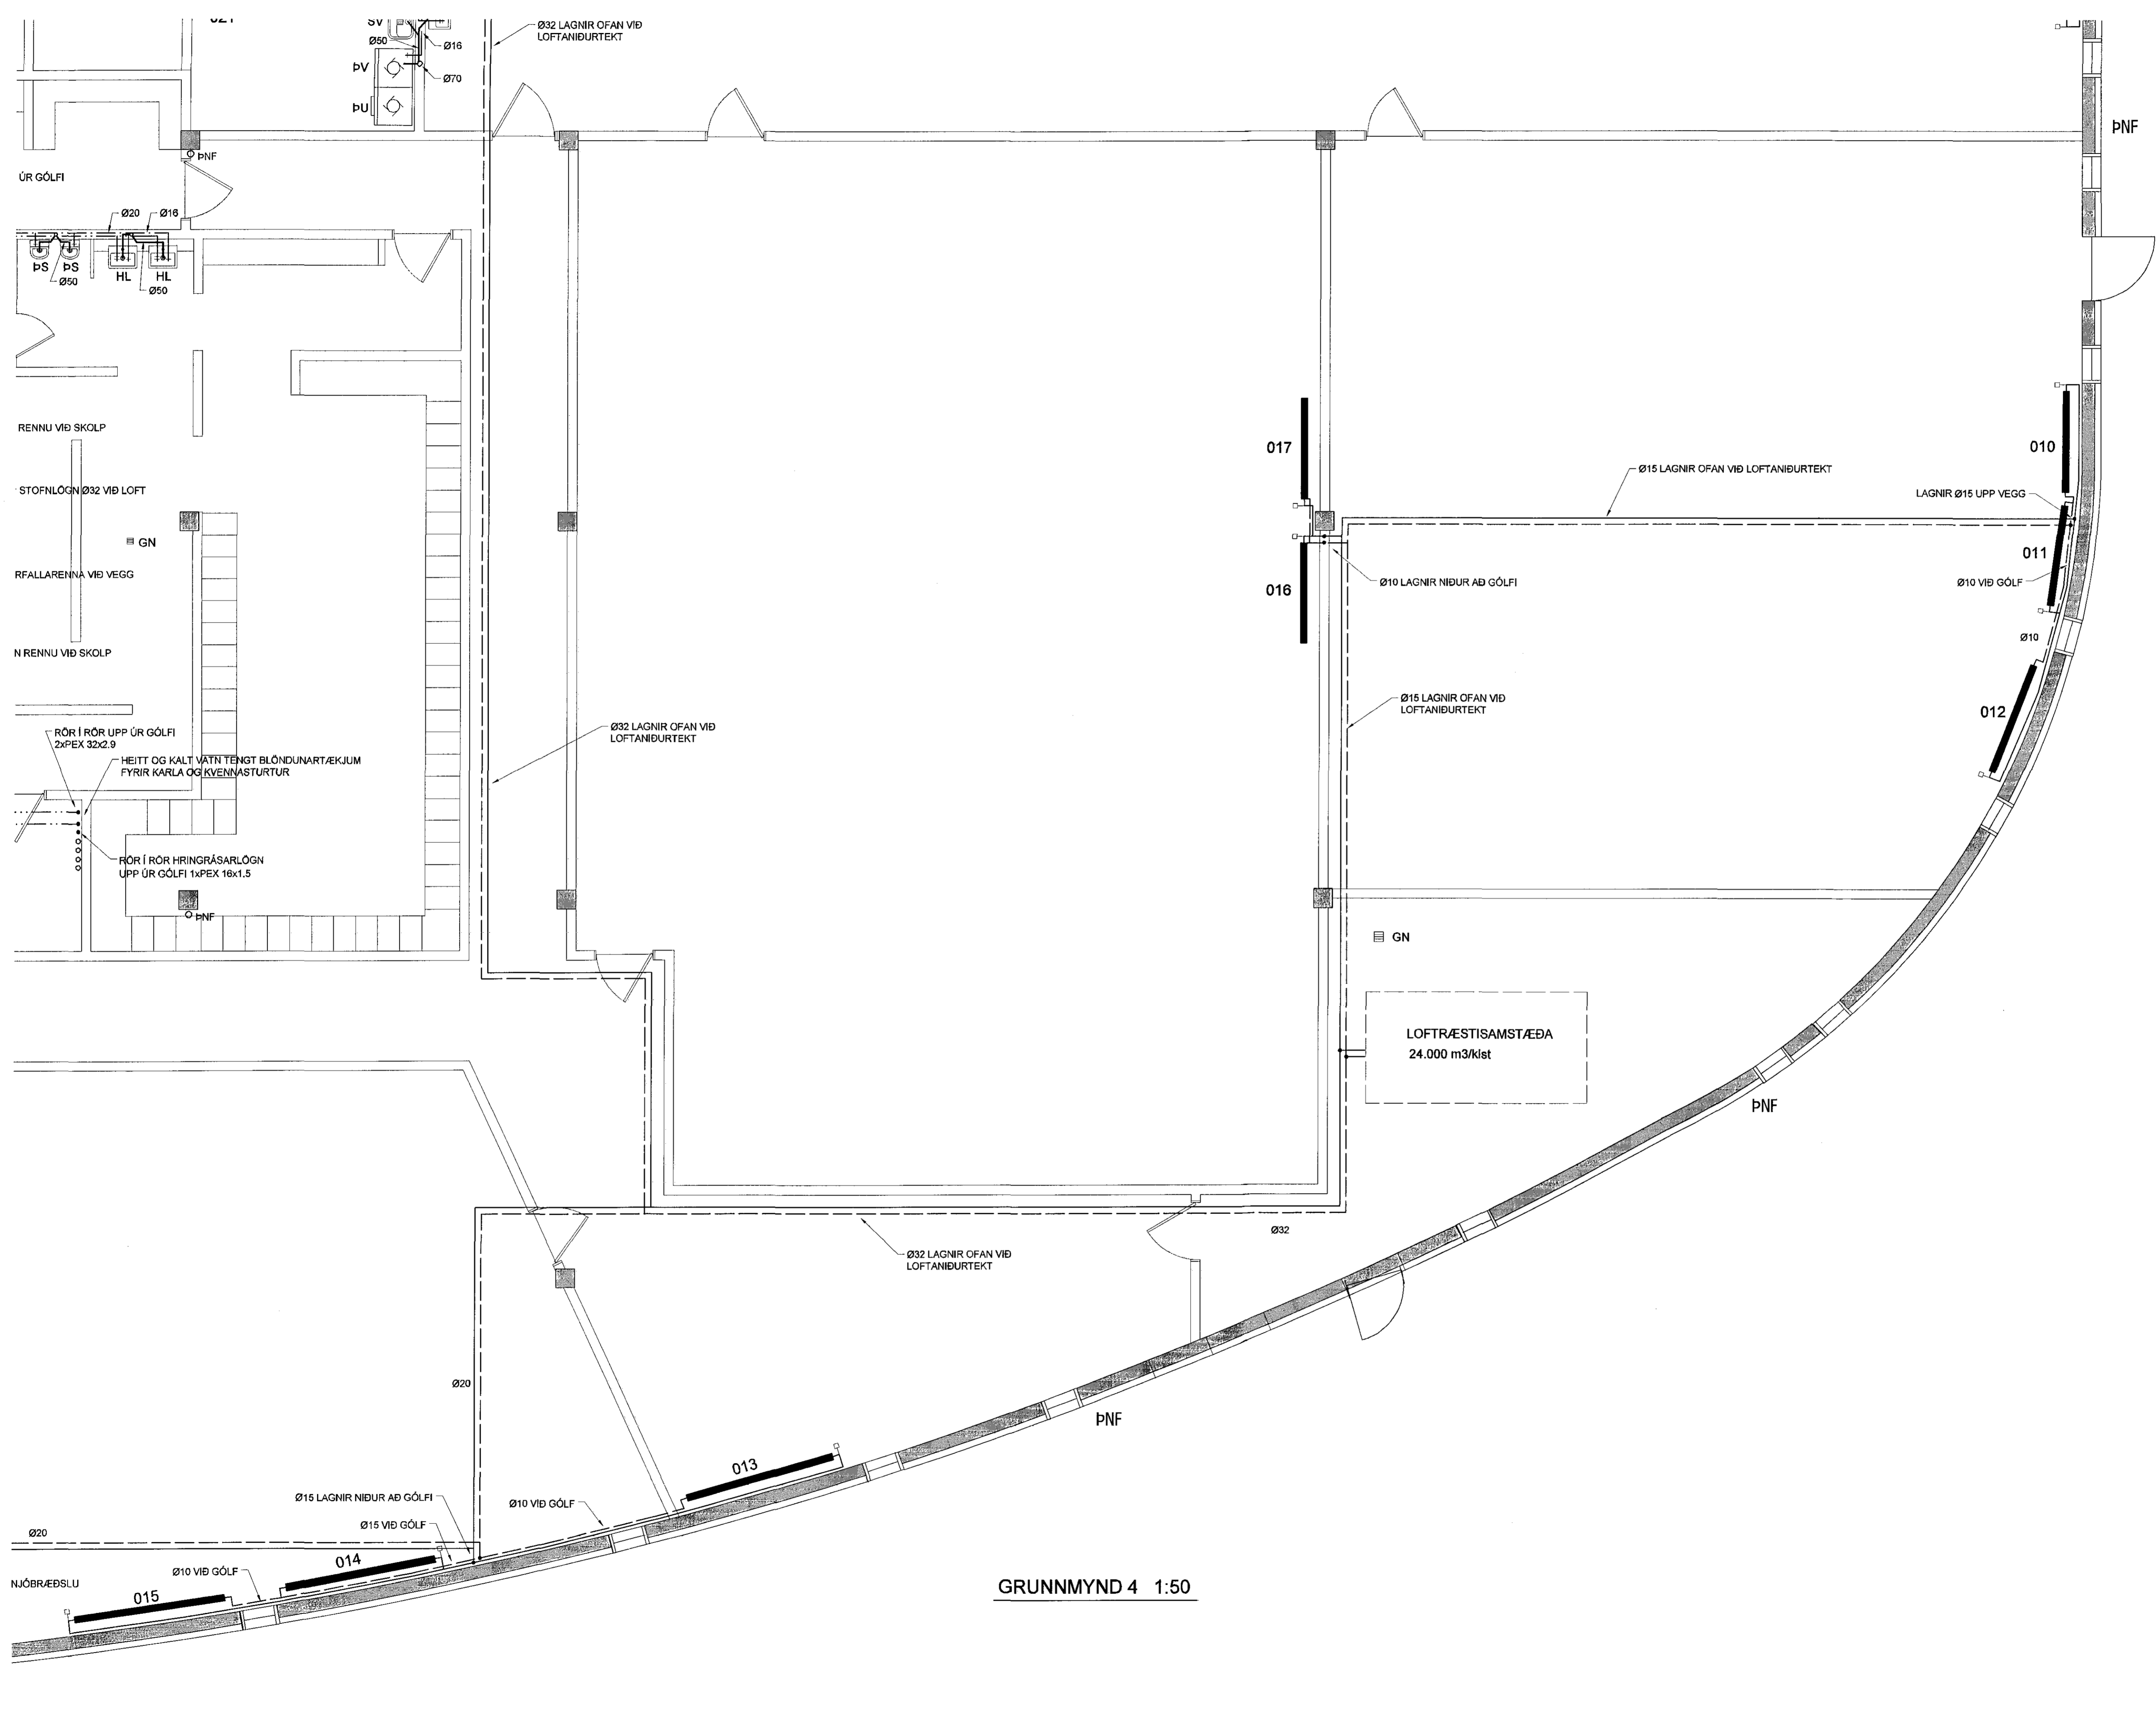 Ø32 LAGNIR OFAN VIÐ
LOFTANIÐURTEKT
SV
Ø50
Ø16
ÞV
Ø70
ÞU
ÞNF
ÞNF
ÚR GÓLFI
Ø20
Ø16
ÞS
ÞS
HL
HL
Ø50
Ø50
RENNU VIÐ SKOLP
017
010
Ø15 LAGNIR OFAN VIÐ LOFTANIÐURTEKT
STOFNLÖGN Ø32 VIÐ LOFT
LAGNIR Ø15 UPP VEGG
GN
011
RFALLARENNA VIÐ VEGG
Ø10 LAGNIR NIÐUR AÐ GÓLFI
Ø10 VIÐ GÓLF
016
Ø10
N RENNU VIÐ SKOLP
Ø15 LAGNIR OFAN VIÐ
LOFTANIÐURTEKT
012
Ø32 LAGNIR OFAN VIÐ
LOFTANIÐURTEKT
RÖR Í RÖR UPP ÚR GÓLFI
2xPEX 32x2.9
HEITT OG KALT VATN TENGT BLÖNDUNARTÆKJUM
FYRIR KARLA OG KVENNASTURTUR
RÖR Í RÖR HRINGRÁSARLÖGN
UPP ÚR GÓLFI 1xPEX 16x1.5
ÞNF
GN
LOFTRÆSTISAMSTÆÐA
24.000 m3/klst
ÞNF
Ø32
Ø32 LAGNIR OFAN VIÐ
LOFTANIÐURTEKT
Ø20
ÞNF
013
Ø15 LAGNIR NIÐUR AÐ GÓLFI
Ø10 VIÐ GÓLF
Ø15 VIÐ GÓLF
Ø20
014
Ø10 VIÐ GÓLF
NJÓBRÆÐSLU
015
GRUNNMYND 4 1:50